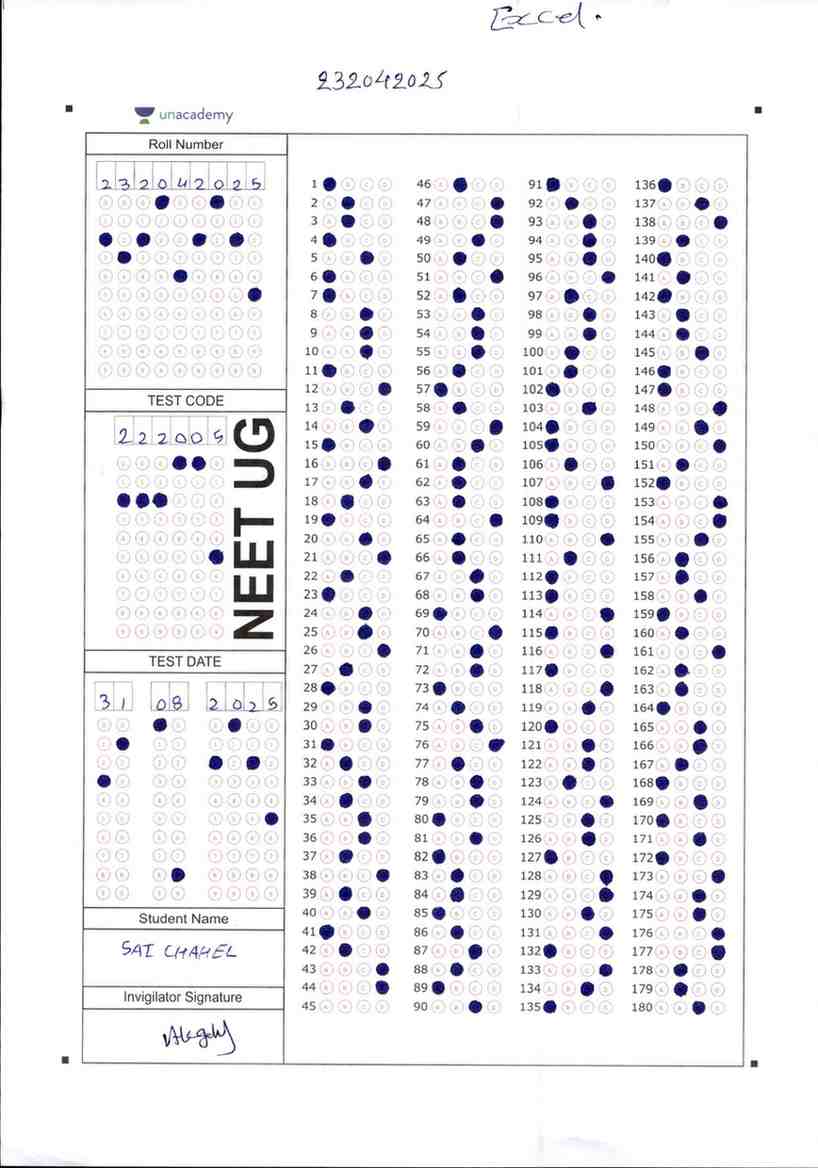 Excel.
232042025
unacademy
Roll Number
2 3 2 0 4 2 0 2 5
TEST CODE
2 2 2 0 0 5
NEET UG
TEST DATE
3 1 0 8 2 0 2 5
Student Name
SAI CHAHEL
Invigilator Signature
1 46 91 136
2 47 92 137
3 48 93 138
4 49 94 139
5 50 95 140
6 51 96 141
7 52 97 142
8 53 98 143
9 54 99 144
10 55 100 145
11 56 101 146
12 57 102 147
13 58 103 148
14 59 104 149
15 60 105 150
16 61 106 151
17 62 107 152
18 63 108 153
19 64 109 154
20 65 110 155
21 66 111 156
22 67 112 157
23 68 113 158
24 69 114 159
25 70 115 160
26 71 116 161
27 72 117 162
28 73 118 163
29 74 119 164
30 75 120 165
31 76 121 166
32 77 122 167
33 78 123 168
34 79 124 169
35 80 125 170
36 81 126 171
37 82 127 172
38 83 128 173
39 84 129 174
40 85 130 175
41 86 131 176
42 87 132 177
43 88 133 178
44 89 134 179
45 90 135 180